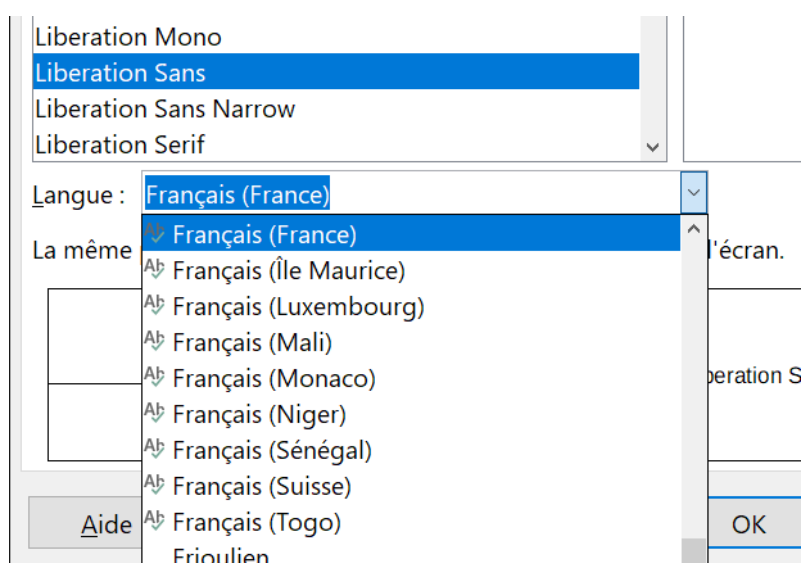 Liberation Mono
Liberation Sans
Liberation Sans Narrow
Liberation Serif
Langue : Français (France)
Français (France)
La même l'écran.
Français (Île Maurice)
Français (Luxembourg)
Français (Mali)
Français (Monaco)
beration S
Français (Niger)
Français (Sénégal)
Français (Suisse)
Aide Français (Togo) OK
Frioulien